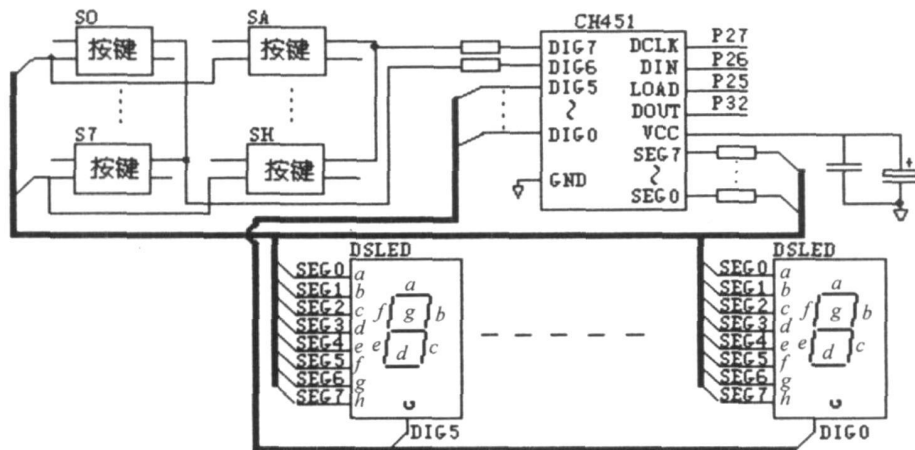 S0
按键
SA
按键
S7
按键
SH
按键
CH451
DIG7
DIG6
DIG5
~
DIG0
GND
DCLK
DIN
LOAD
DOUT
VCC
SEG7
~
SEG0
P27
P26
P25
P32
+
DSLED
SEG0 a
SEG1 b
SEG2 c
SEG3 d
SEG4 e
SEG5 f
SEG6 g
SEG7 h
a
f g b
e d c
G
DIG5
DSLED
SEG0 a
SEG1 b
SEG2 c
SEG3 d
SEG4 e
SEG5 f
SEG6 g
SEG7 h
a
f g b
e d c
G
DIG0